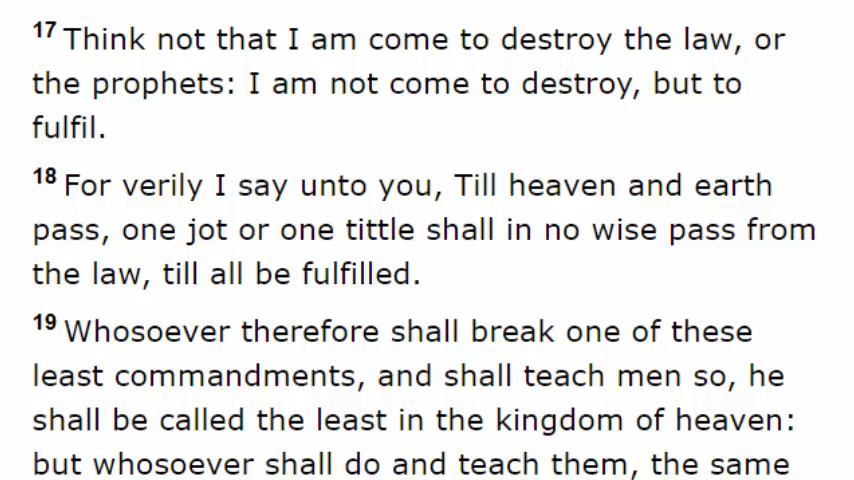 17 Think not that I am come to destroy the law, or
the prophets: I am not come to destroy, but to
fulfil.
18 For verily I say unto you, Till heaven and earth
pass, one jot or one tittle shall in no wise pass from
the law, till all be fulfilled.
19 Whosoever therefore shall break one of these
least commandments, and shall teach men so, he
shall be called the least in the kingdom of heaven:
but whosoever shall do and teach them, the same